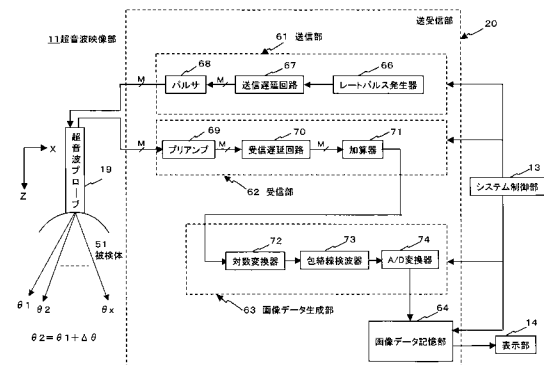 11超音波映像部
送受信部
20
61 送信部
68
67
66
パルサ
M
送信遅延回路
M
レートパルス発生器
M
69
70
71
プリアンプ
M
受信遅延回路
M
加算器
62 受信部
超音波プローブ
19
X
Z
13
システム制御部
51
被検体
θ1
θ2
θx
θ2=θ1+Δθ
72
73
74
対数変換器
包絡線検波器
A/D変換器
63 画像データ生成部
64
画像データ記憶部
14
表示部